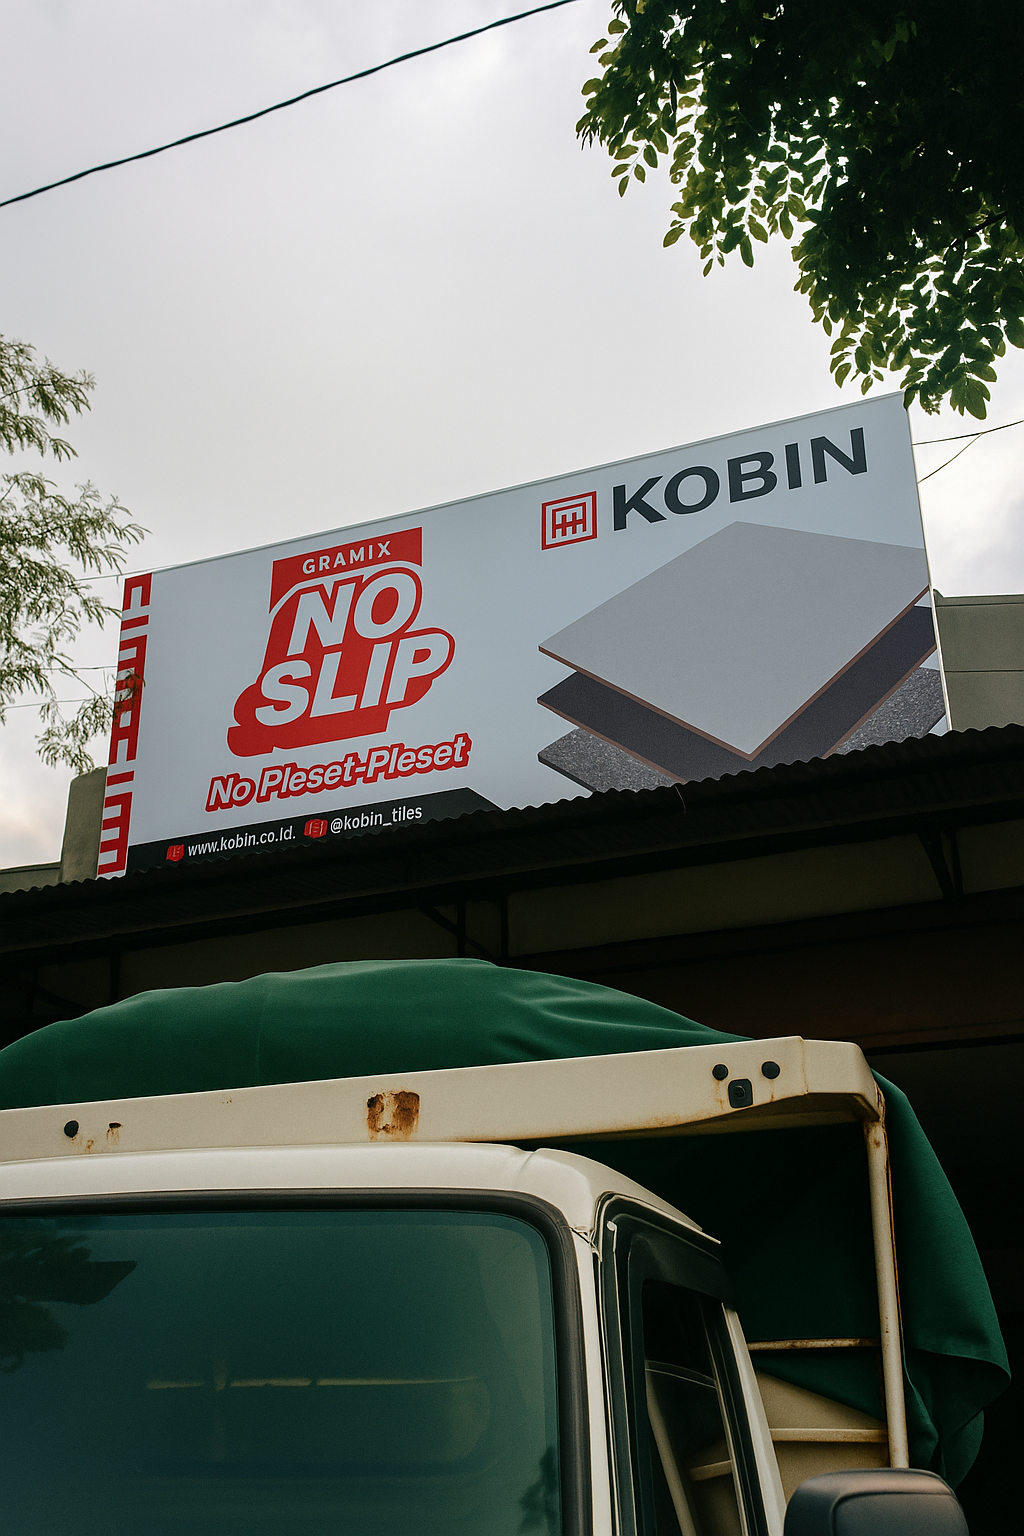 KOBIN
GRAMIX
NO
SLIP
No Pleset-Pleset
www.kobin.co.id.
@kobin_tiles